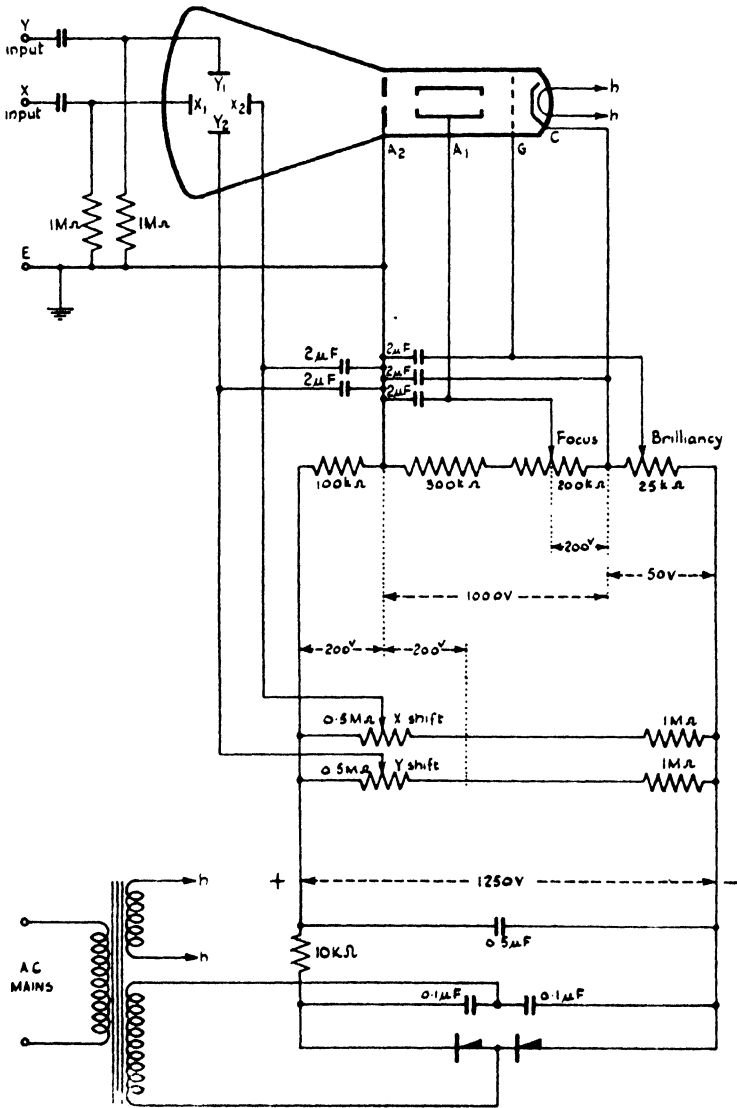 Y
input
X
input
Y1
X1 X2
Y2
h
h
A2 A1 G C
1MΩ 1MΩ
E
2μF 2μF
2μF 2μF
2μF
Focus Brilliancy
100kΩ 300kΩ 200kΩ 25kΩ
200V
50V
1000V
200V 200V
0.5MΩ X shift 1MΩ
0.5MΩ Y shift 1MΩ
h + 1250V -
0.5μF
h 10KΩ
A.C
MAINS
0.1μF 0.1μF